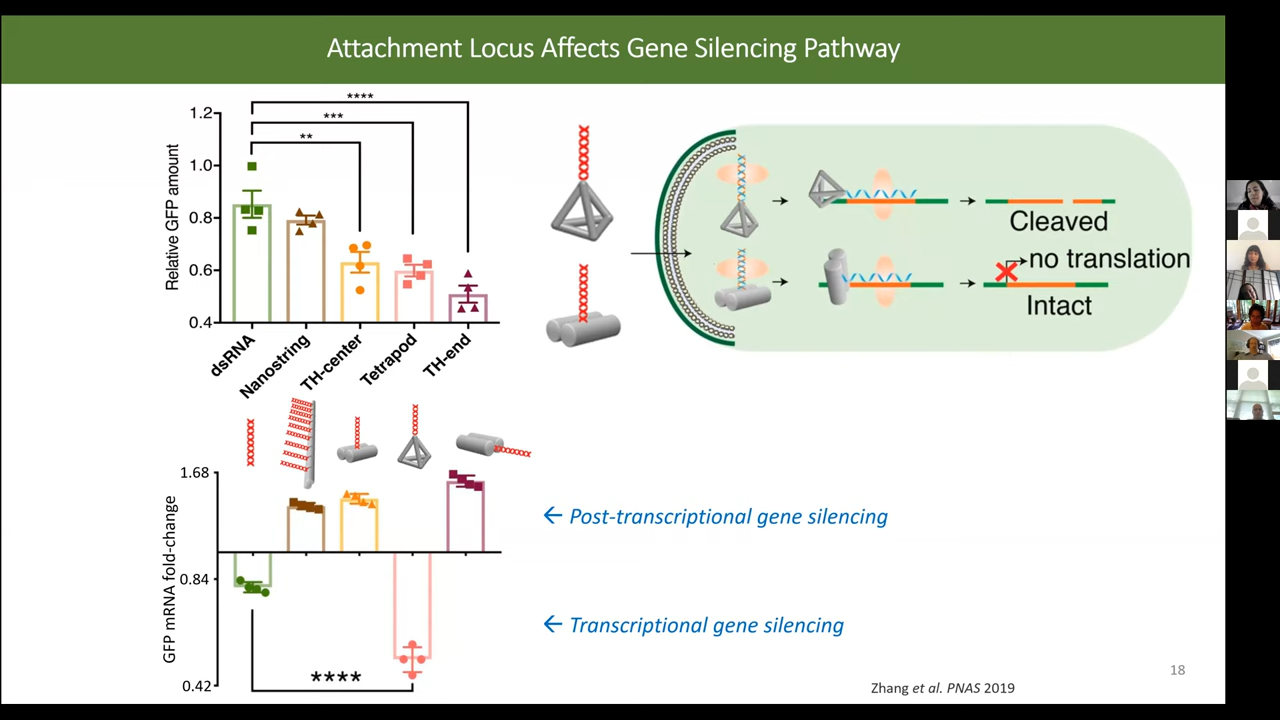 Attachment Locus Affects Gene Silencing Pathway
****
***
**
1.2
1.0
0.8
0.6
0.4
Relative GFP amount
dsRNA
Nanostring
TH-center
Tetrapod
TH-end
Cleaved
no translation
Intact
1.68
0.84
0.42
GFP mRNA fold-change
****
← Post-transcriptional gene silencing
← Transcriptional gene silencing
Zhang et al. PNAS 2019
18